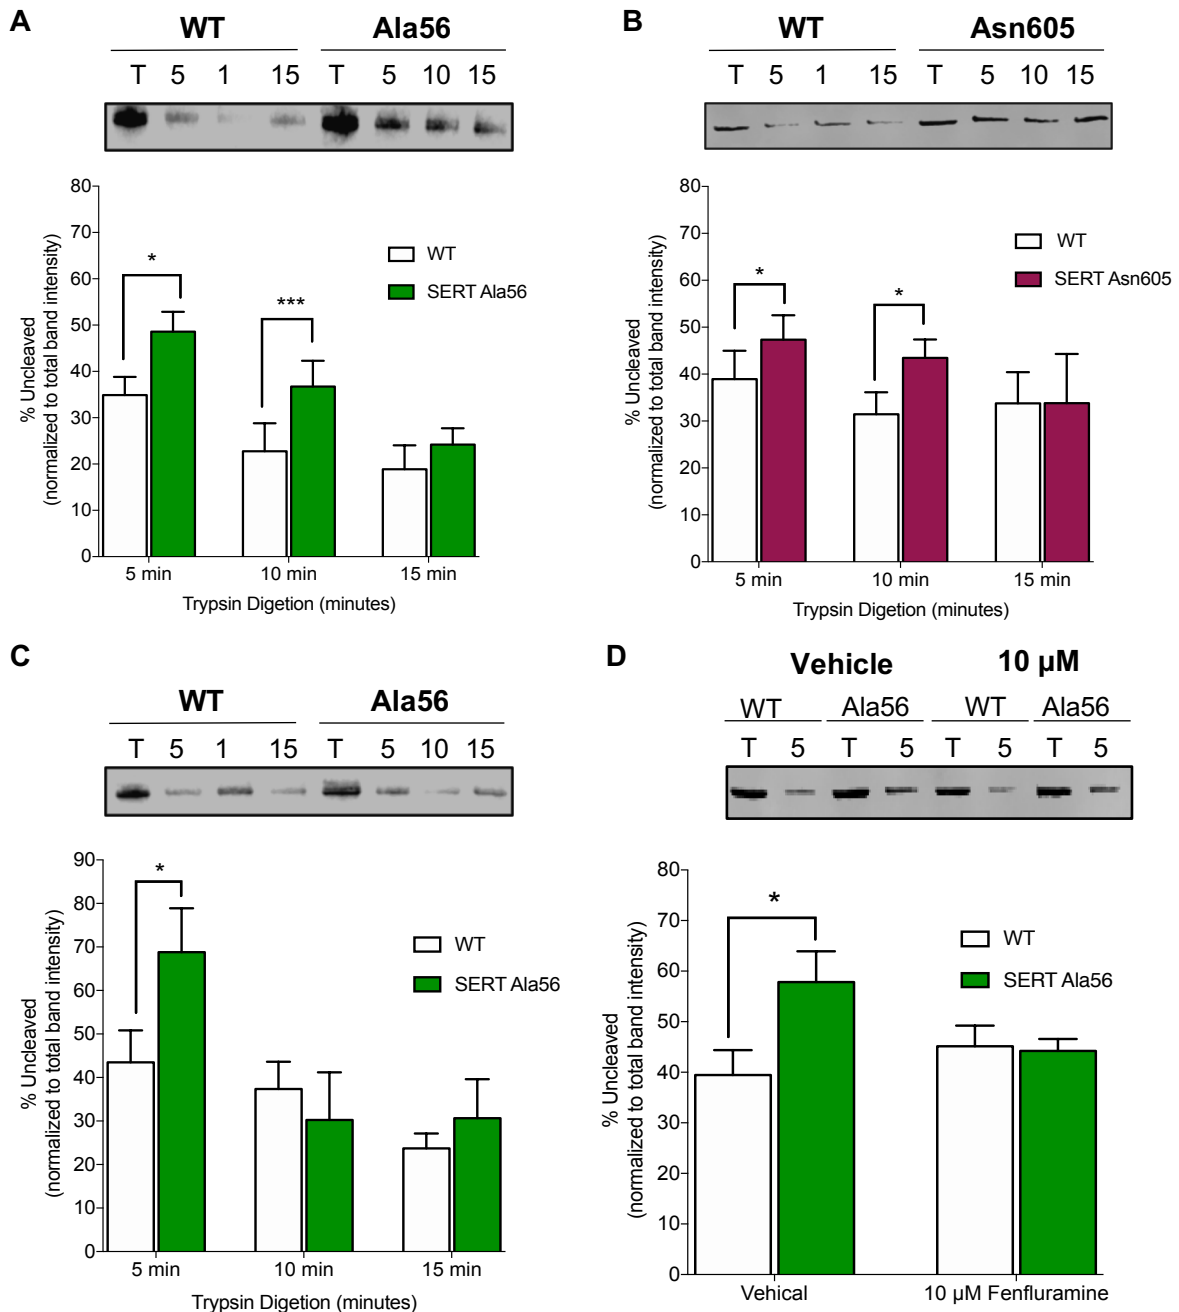 A
WT Ala56
T 5 1 15 T 5 10 15
80
70
60
50
40
30
20
10
0
% Uncleaved
(normalized to total band intensity)
* ***
WT
SERT Ala56
5 min 10 min 15 min
Trypsin Digetion (minutes)
B
WT Asn605
T 5 1 15 T 5 10 15
80
70
60
50
40
30
20
10
0
% Uncleaved
(normalized to total band intensity)
* *
WT
SERT Asn605
5 min 10 min 15 min
Trypsin Digetion (minutes)
C
WT Ala56
T 5 1 15 T 5 10 15
90
80
70
60
50
40
30
20
10
0
% Uncleaved
(normalized to total band intensity)
*
WT
SERT Ala56
5 min 10 min 15 min
Trypsin Digetion (minutes)
D
Vehicle 10 µM
WT Ala56 WT Ala56
T 5 T 5 T 5 T 5
80
70
60
50
40
30
20
10
0
% Uncleaved
(normalized to total band intensity)
*
WT
SERT Ala56
Vehical 10 µM Fenfluramine